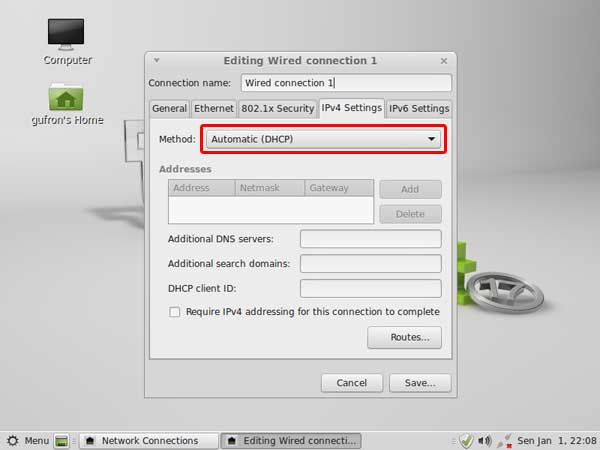 Computer
gufron's Home
Editing Wired connection 1
Connection name: Wired connection 1
General Ethernet 802.1x Security IPv4 Settings IPv6 Settings
Method: Automatic (DHCP)
Addresses
Address Netmask Gateway Add
Delete
Additional DNS servers:
Additional search domains:
DHCP client ID:
Require IPv4 addressing for this connection to complete
Routes...
Cancel Save...
Menu Network Connections Editing Wired connecti... Sen Jan 1, 22:08